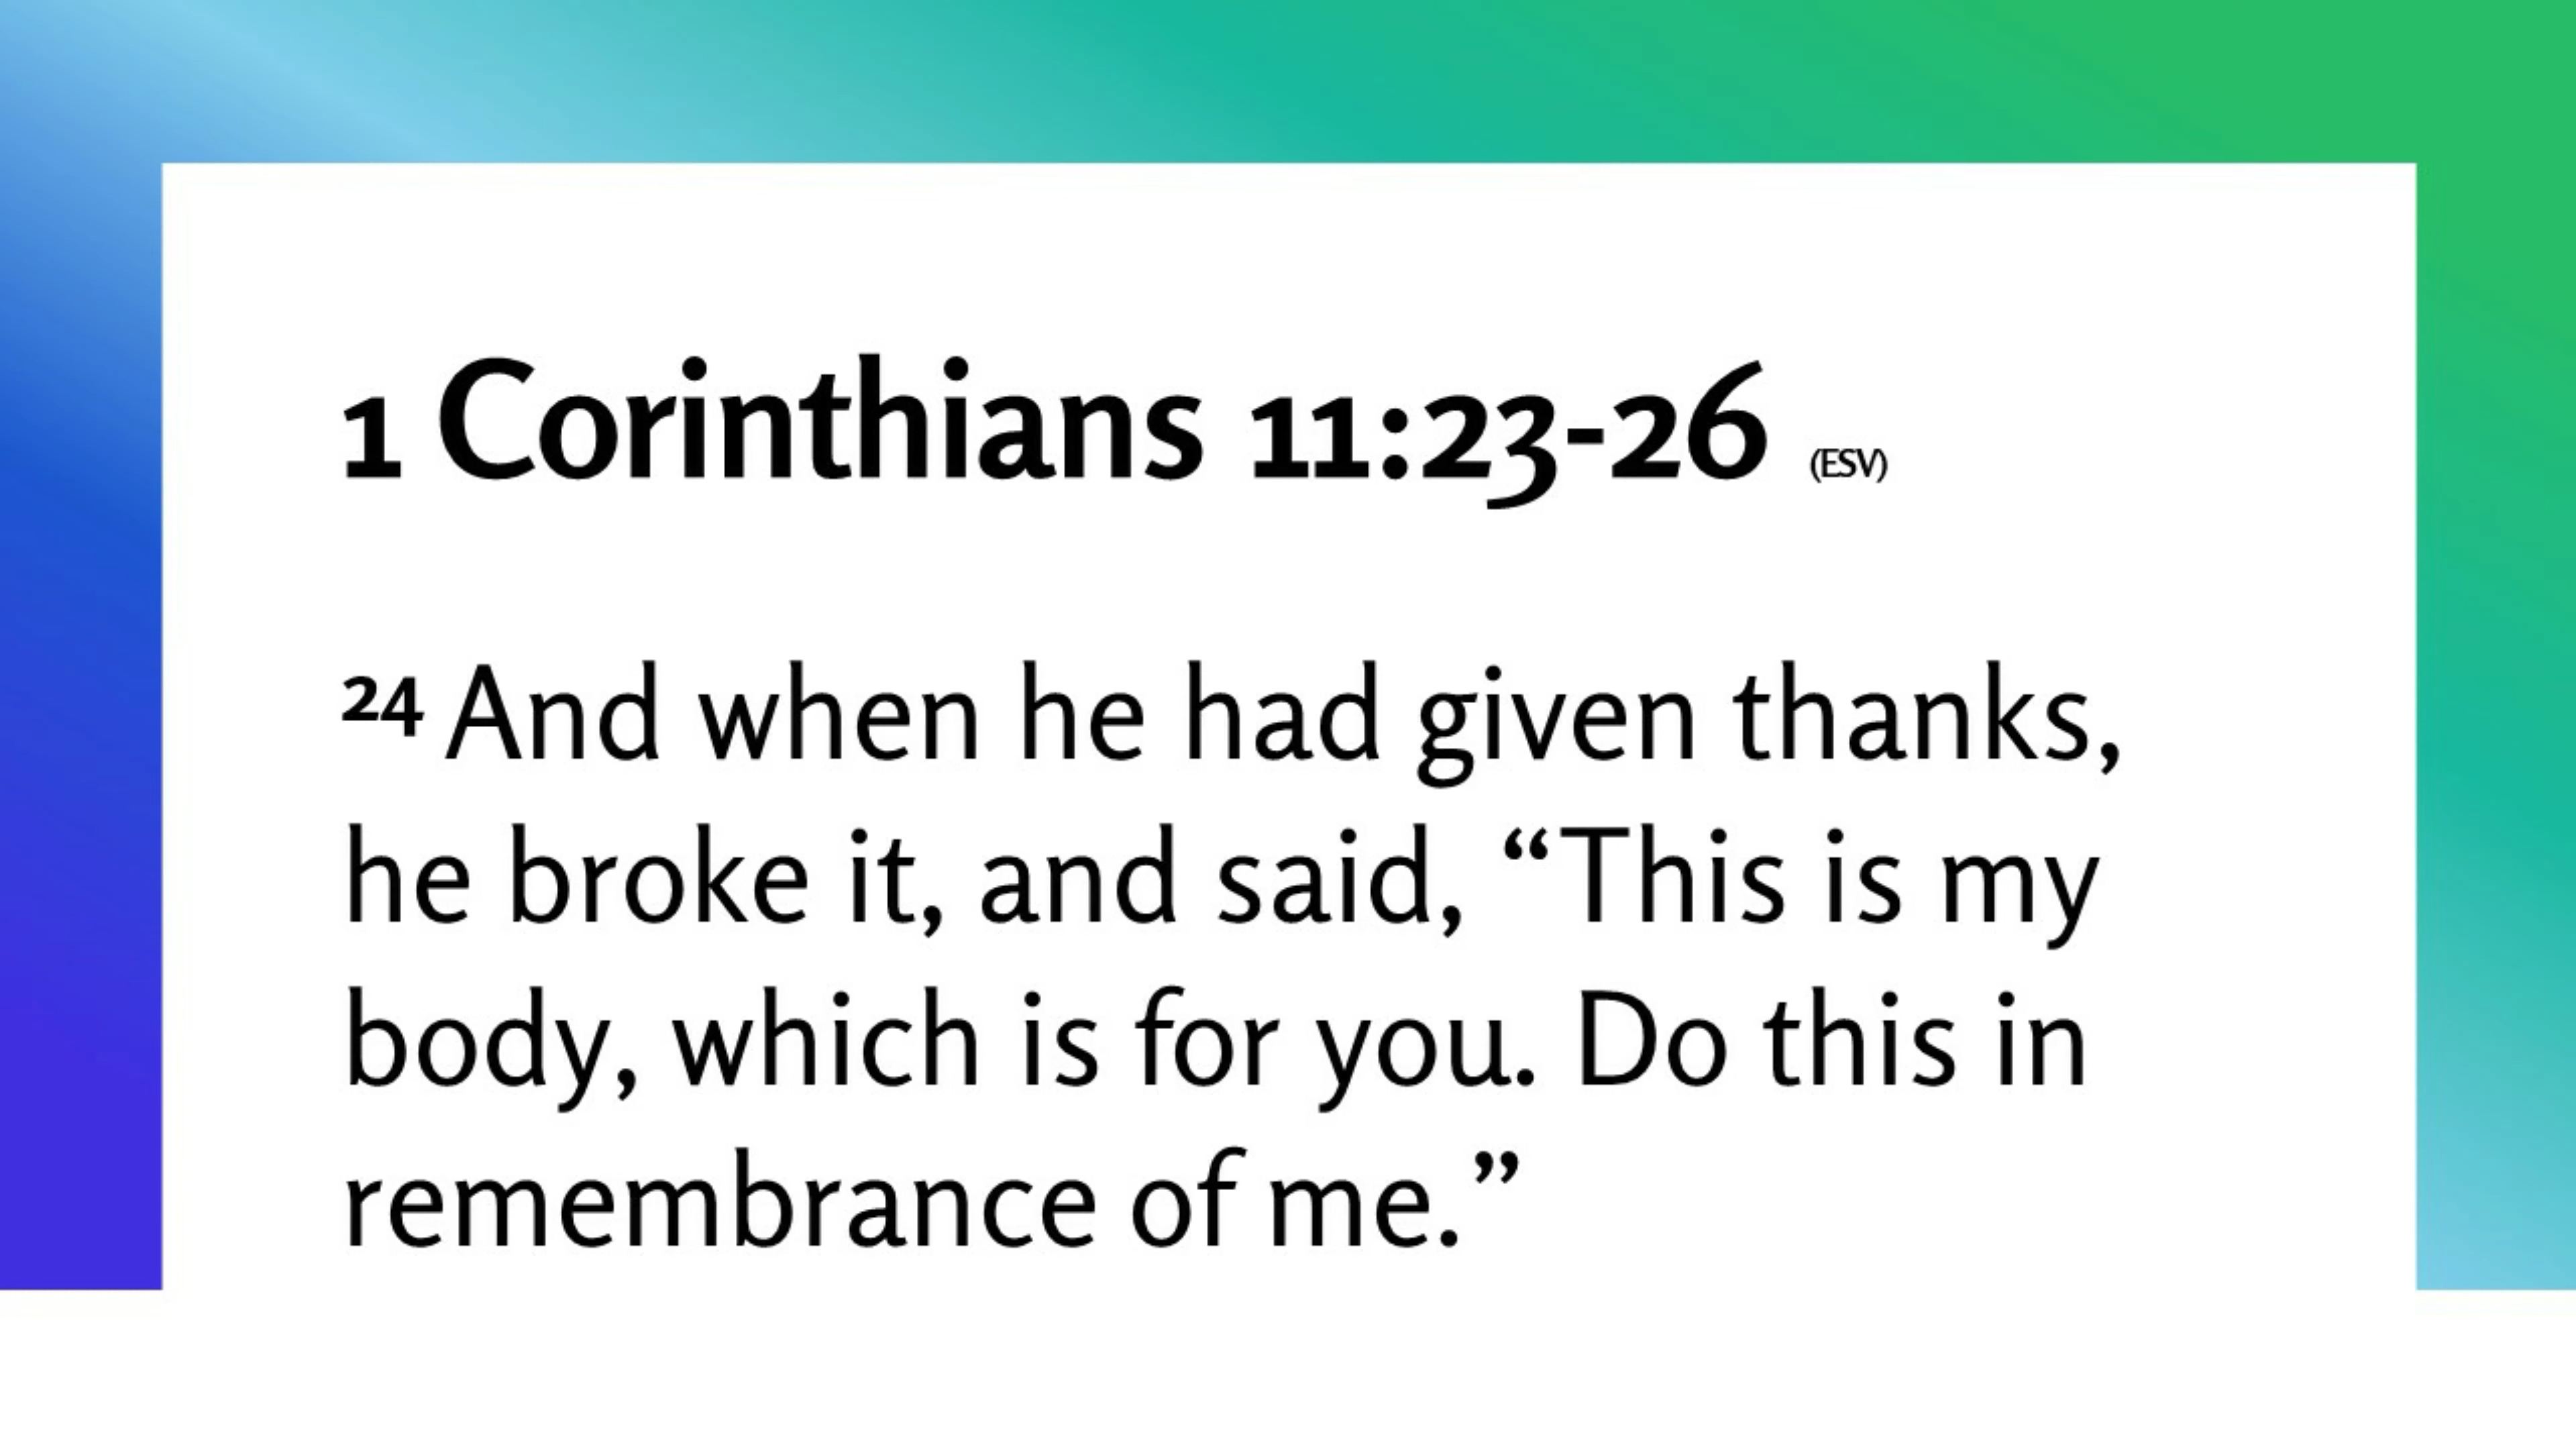 1 Corinthians 11:23-26 (ESV)
24 And when he had given thanks,
he broke it, and said, “This is my
body, which is for you. Do this in
remembrance of me.”